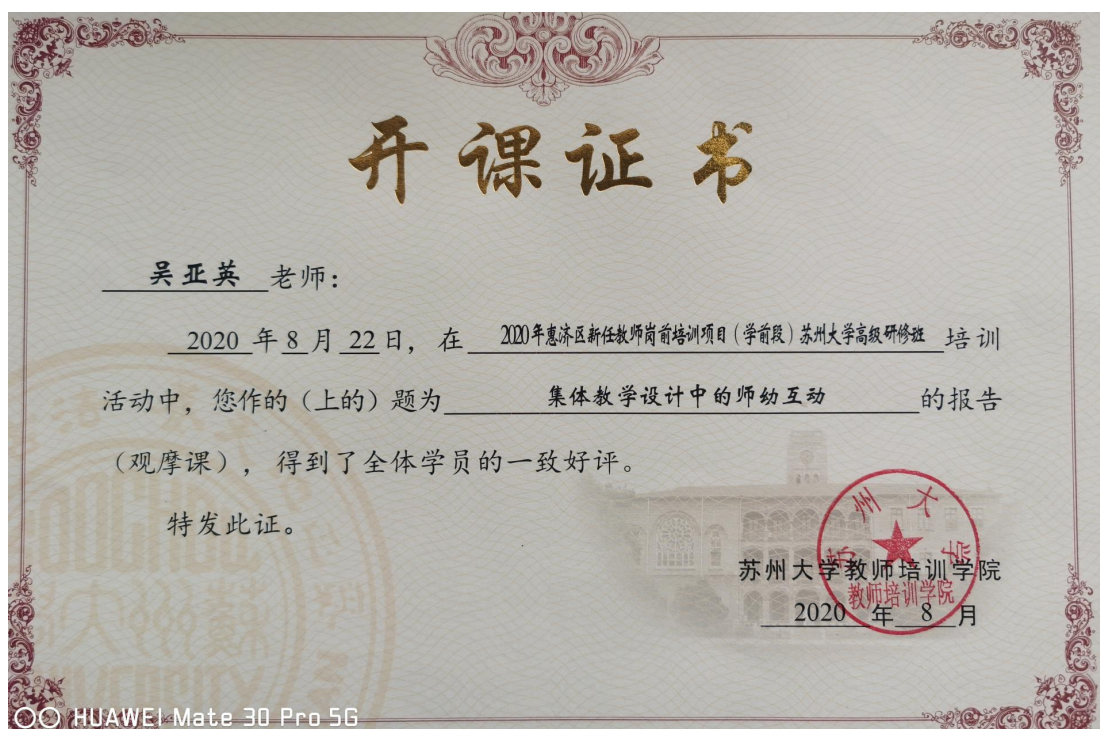 开课证书
吴亚英 老师：
2020 年 8 月 22 日，在 2020年惠济区新任教师岗前培训项目（学前段）苏州大学高级研修班 培训
活动中，您作的（上的）题为 集体教学设计中的师幼互动 的报告
（观摩课），得到了全体学员的一致好评。
特发此证。
苏州大学
苏州大学教师培训学院
教师培训学院
2020 年 8 月
HUAWEI Mate 30 Pro 5G